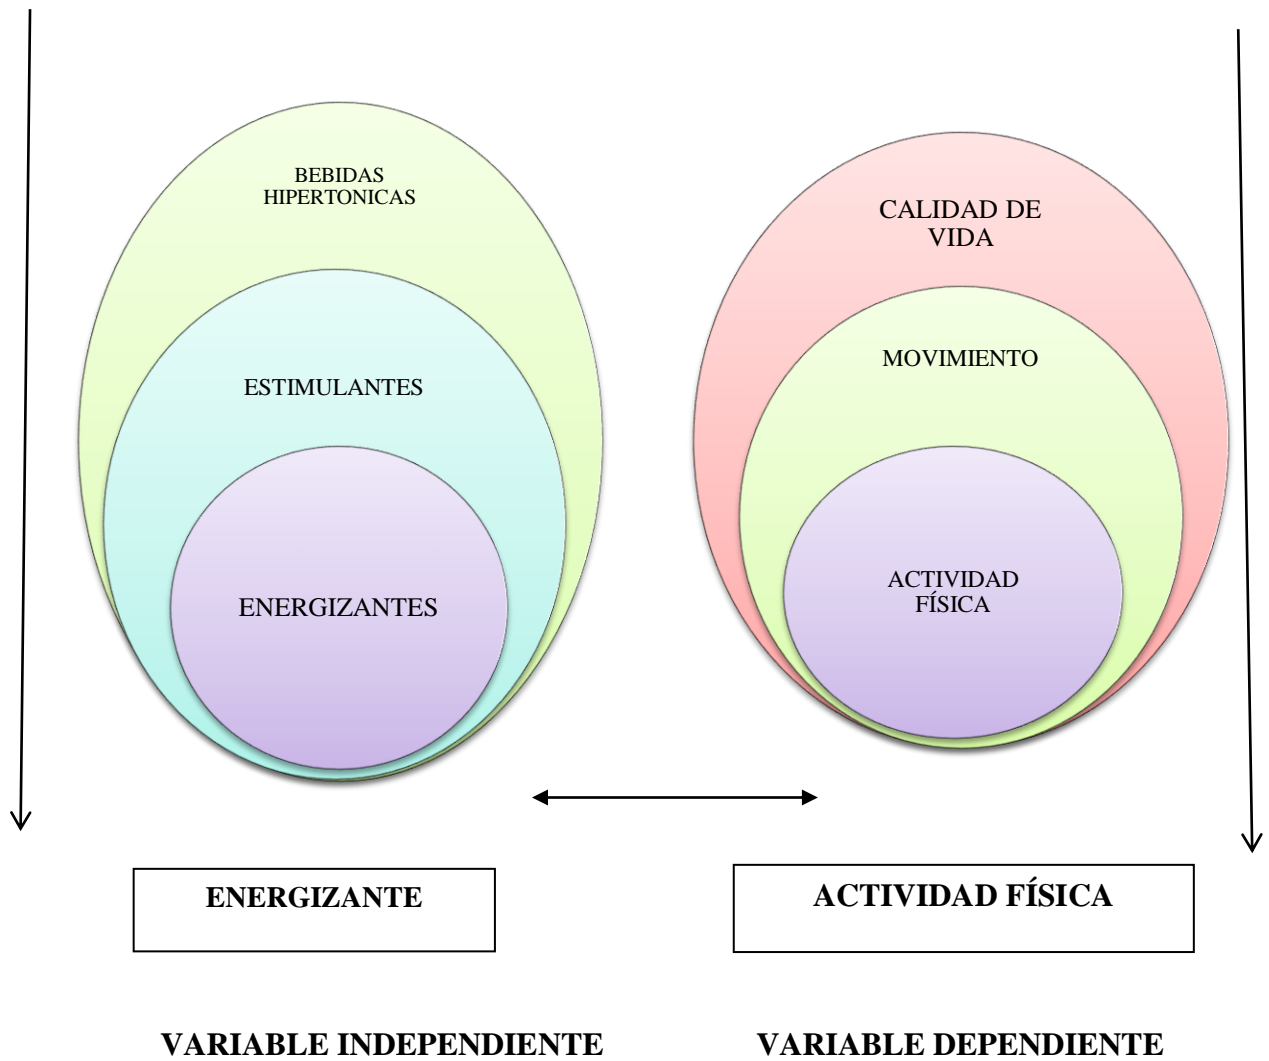 BEBIDAS
HIPERTONICAS
ESTIMULANTES
ENERGIZANTES
CALIDAD DE
VIDA
MOVIMIENTO
ACTIVIDAD
FÍSICA
ENERGIZANTE
ACTIVIDAD FÍSICA
VARIABLE INDEPENDIENTE
VARIABLE DEPENDIENTE